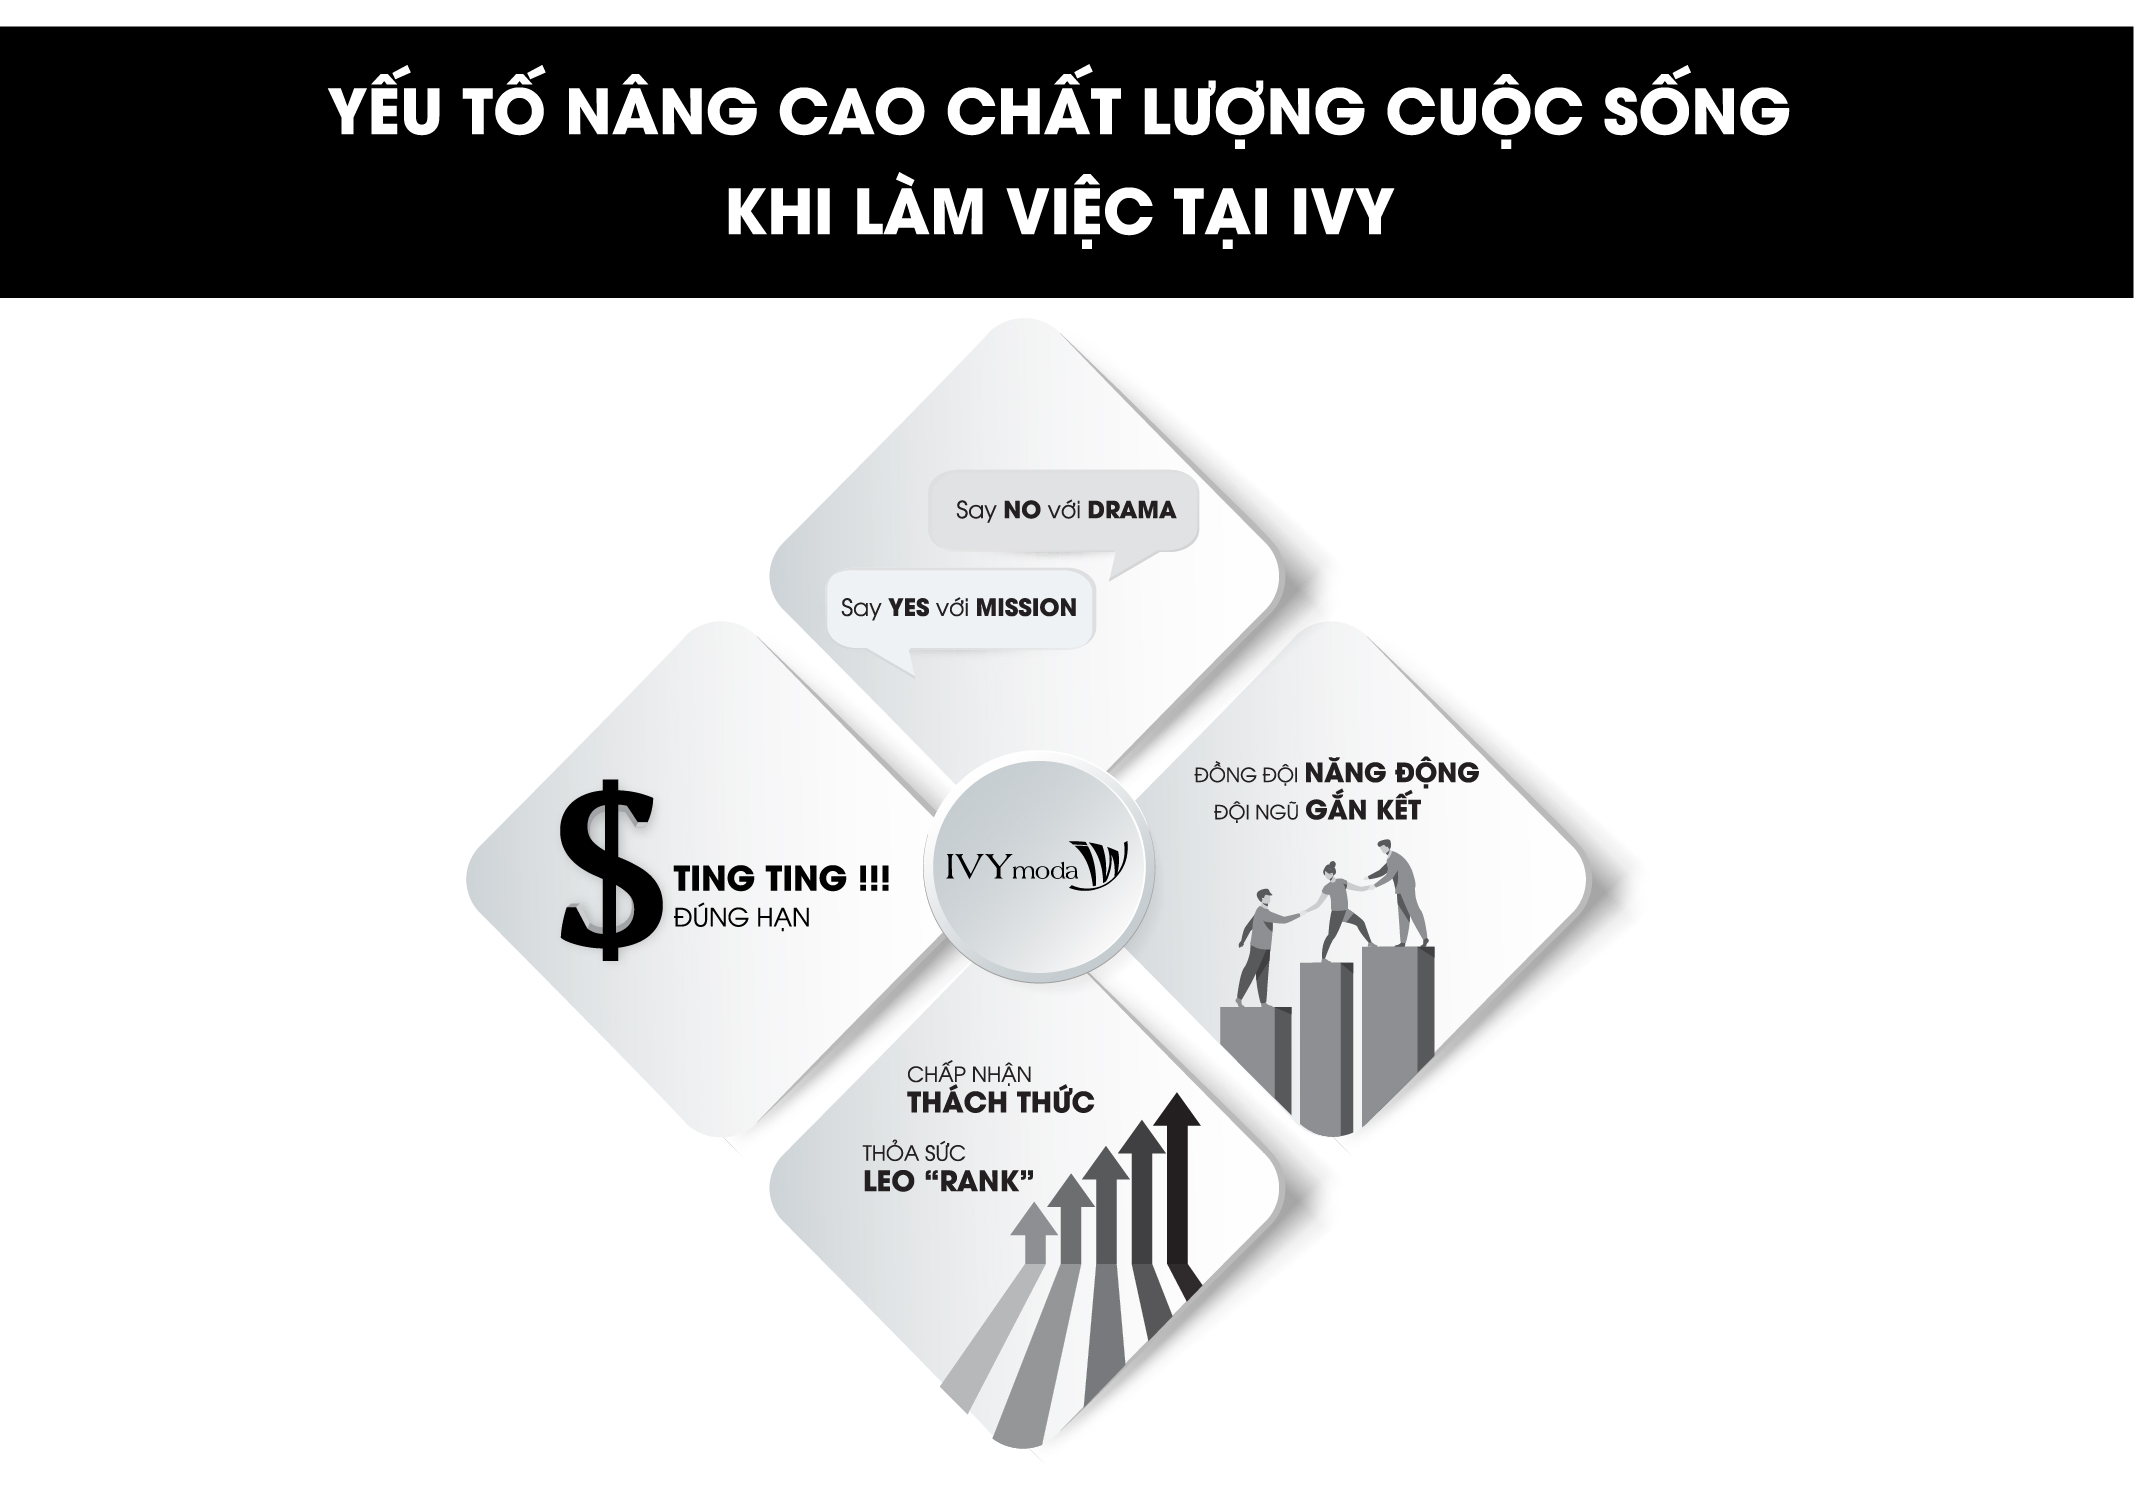 YẾU TỐ NÂNG CAO CHẤT LƯỢNG CUỘC SỐNG
KHI LÀM VIỆC TẠI IVY
Say NO với DRAMA
Say YES với MISSION
ĐỒNG ĐỘI NĂNG ĐỘNG
ĐỘI NGŨ GẮN KẾT
$
TING TING !!!
ĐÚNG HẠN
IVY moda
CHẤP NHẬN
THÁCH THỨC
THỎA SỨC
LEO “RANK”